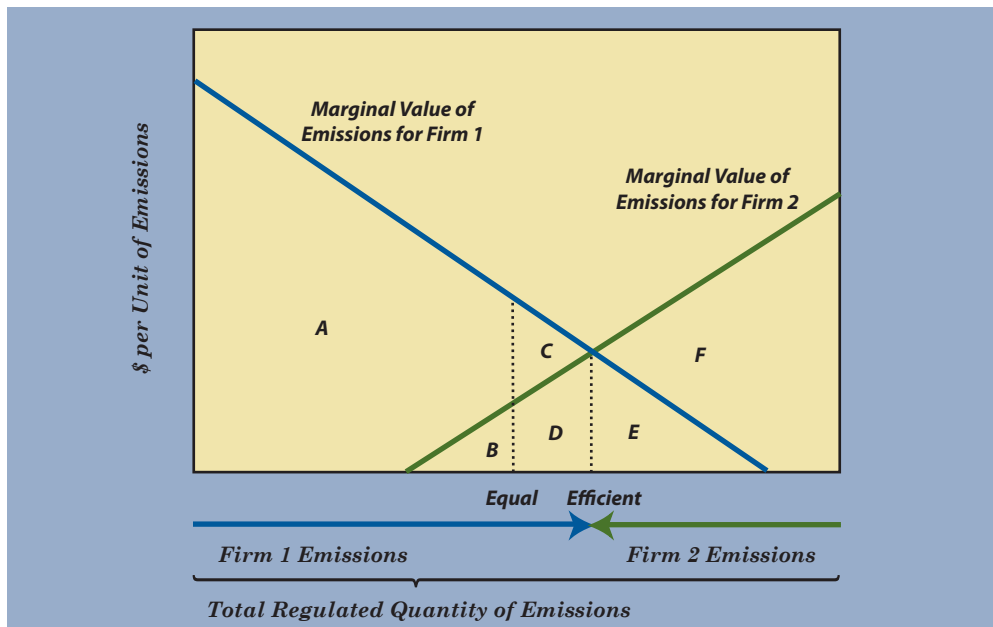 Marginal Value of
Emissions for Firm 1
Marginal Value of
Emissions for Firm 2
$ per Unit of Emissions
A
C
F
B
D
E
Equal
Efficient
Firm 1 Emissions
Firm 2 Emissions
Total Regulated Quantity of Emissions